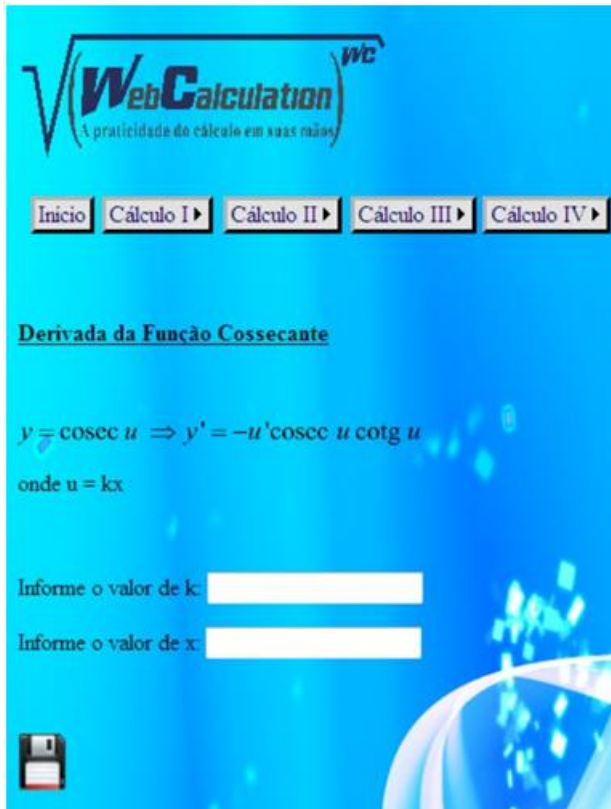 WebCalculation
WC
A praticidade do cálculo em suas mãos
Início Cálculo I Cálculo II Cálculo III Cálculo IV
Derivada da Função Cossecante
y = cosec u ⇒ y' = -u'cosec u cotg u
onde u = kx
Informe o valor de k:
Informe o valor de x: